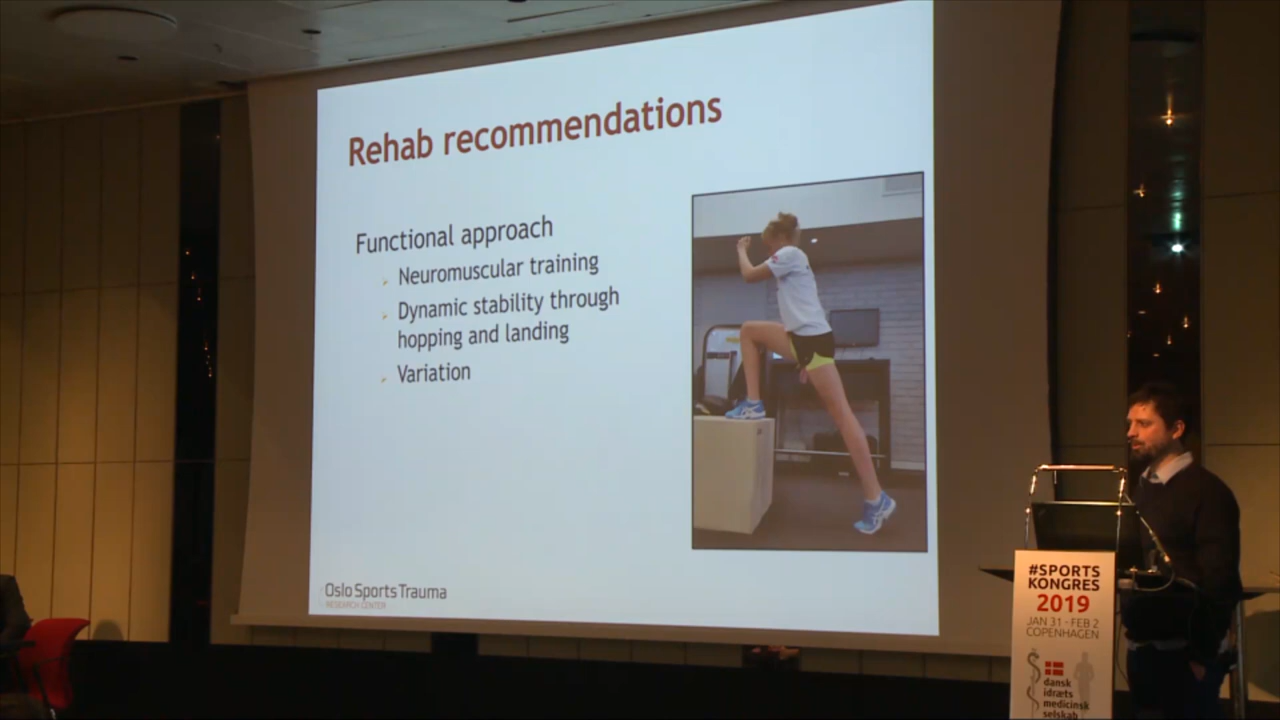 Rehab recommendations
Functional approach
Neuromuscular training
Dynamic stability through
hopping and landing
Variation
Oslo Sports Trauma
RESEARCH CENTER
#SPORTS
KONGRES
2019
JAN 31 - FEB 2
COPENHAGEN
dansk
idræts
medicinsk
selskab